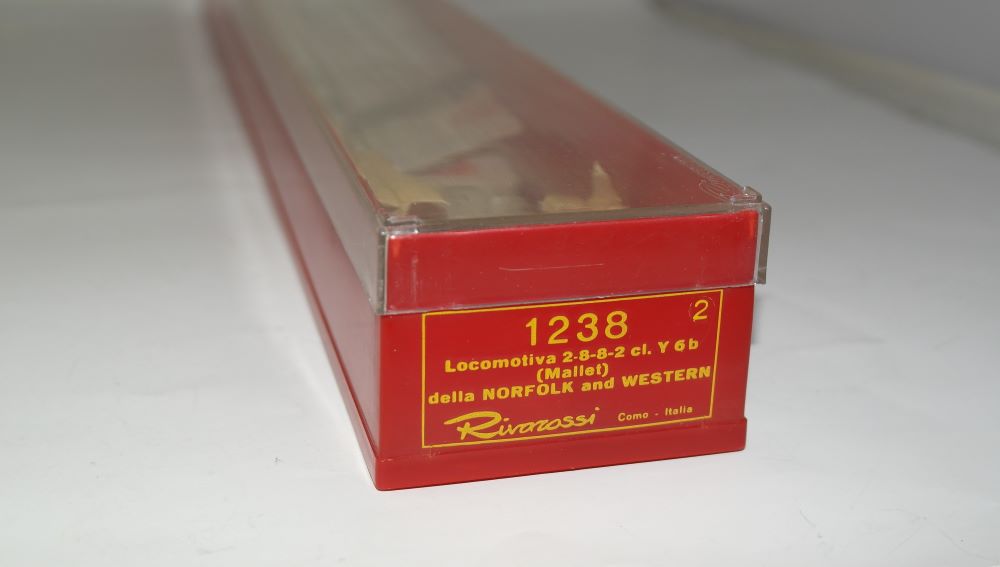 1238 2
Locomotiva 2-8-8-2 cl. Y 6b
(Mallet)
della NORFOLK and WESTERN
Rivarossi Como - Italia